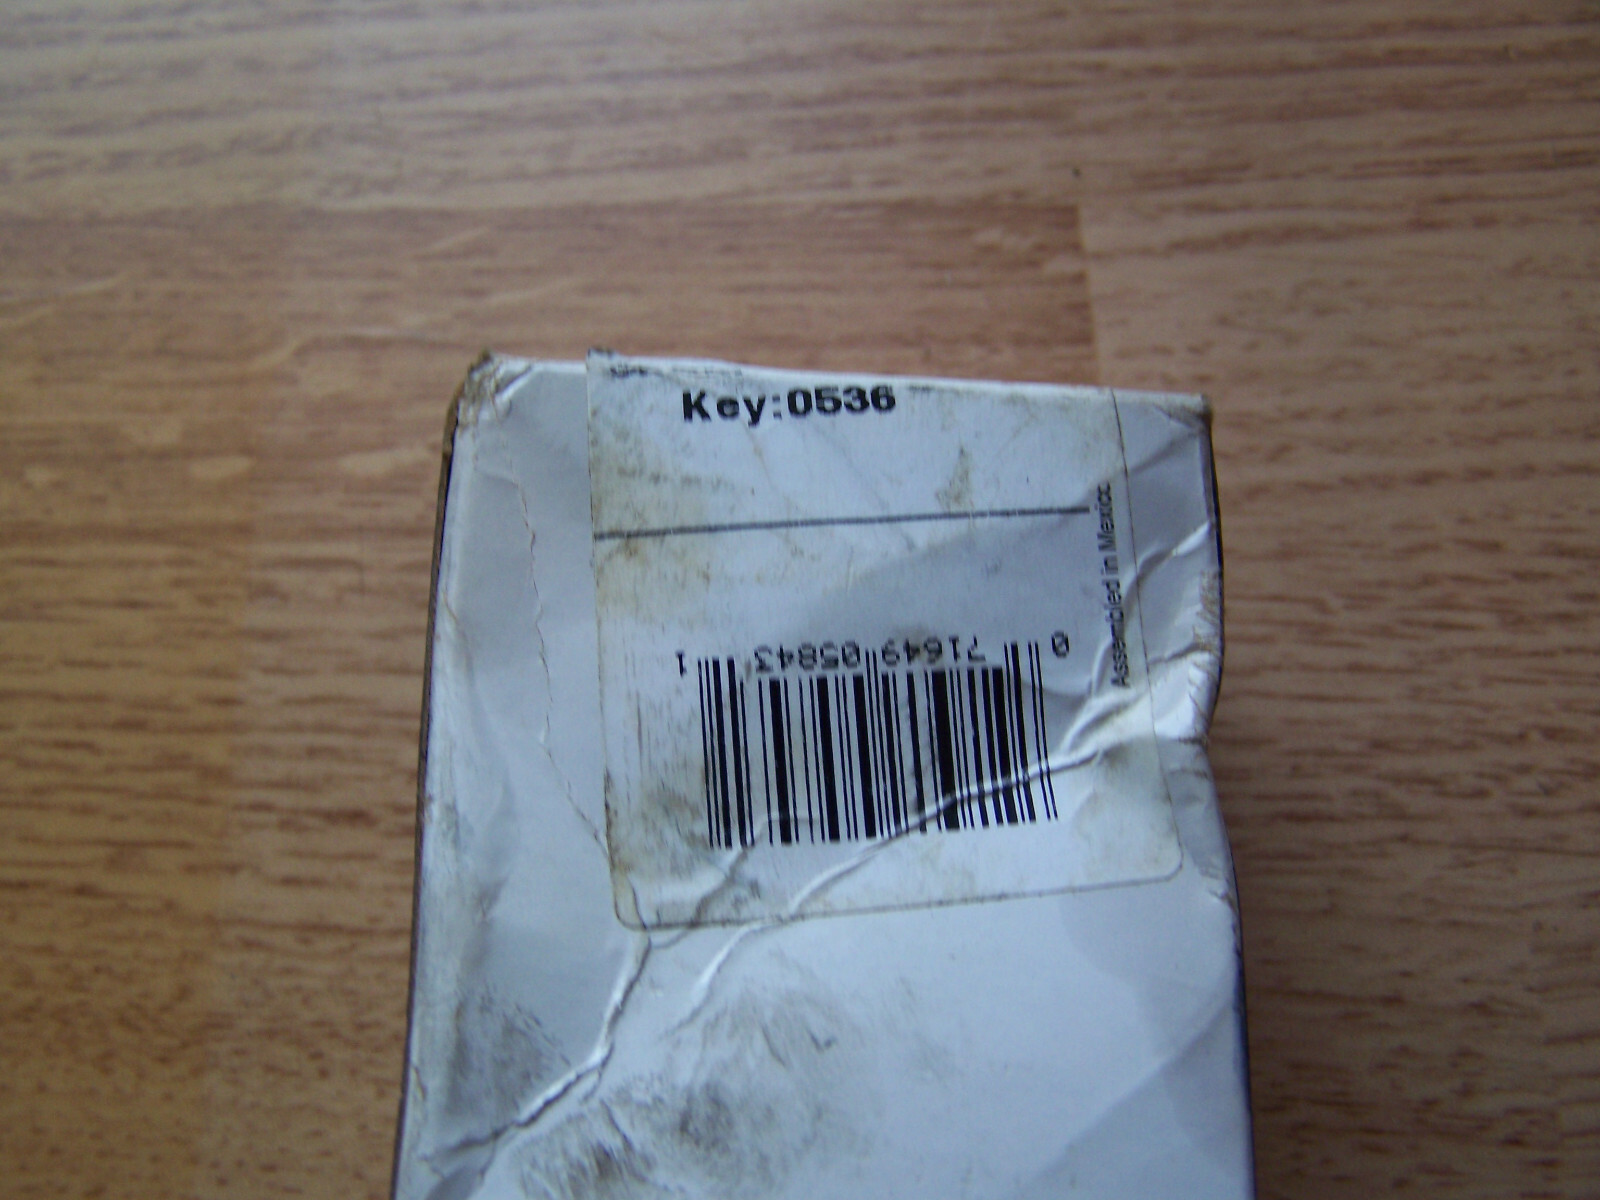 Key:0536
Assembled in Mexico
0 71649 05843 1